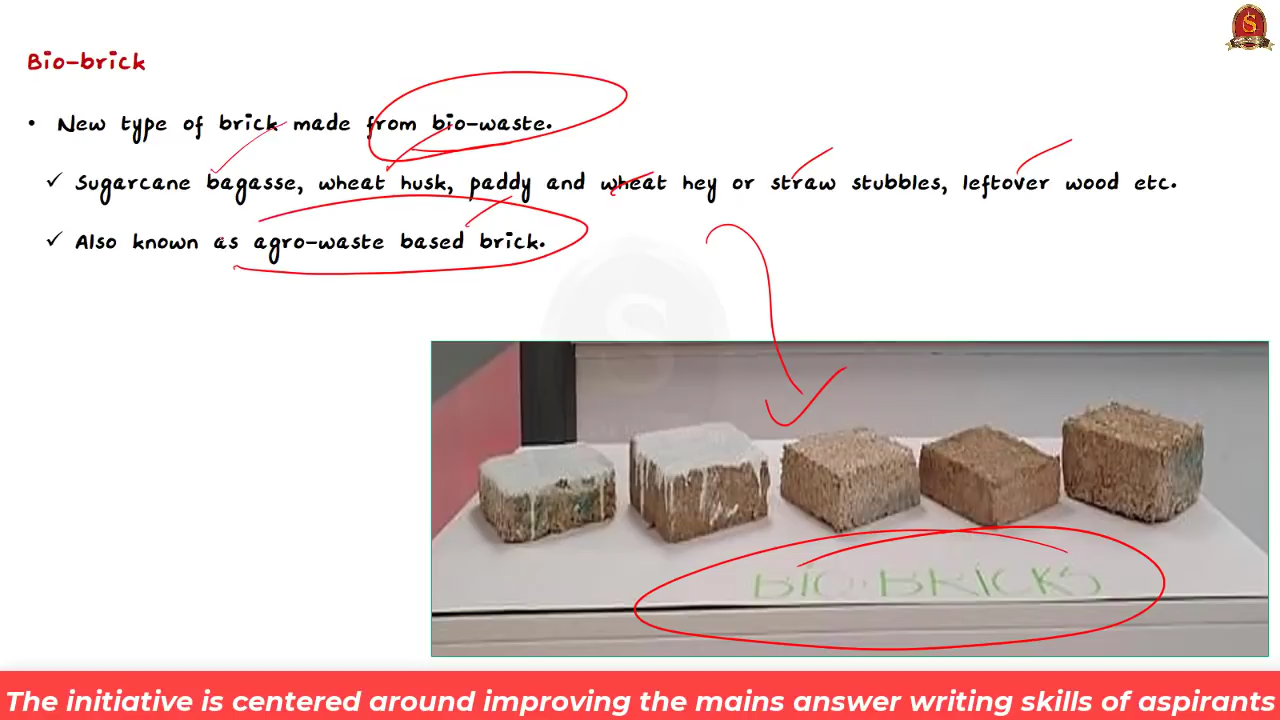 Bio-brick
• New type of brick made from bio-waste.
✓ Sugarcane bagasse, wheat husk, paddy and wheat hey or straw stubbles, leftover wood etc.
✓ Also known as agro-waste based brick.
S
S
BIO-BRICKS
The initiative is centered around improving the mains answer writing skills of aspirants